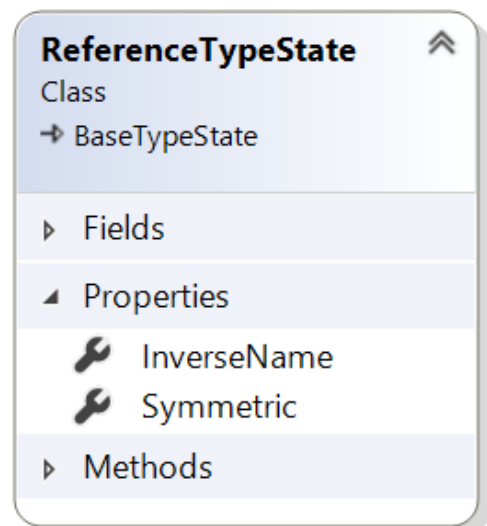 ReferenceTypeState
Class
BaseTypeState
Fields
Properties
InverseName
Symmetric
Methods